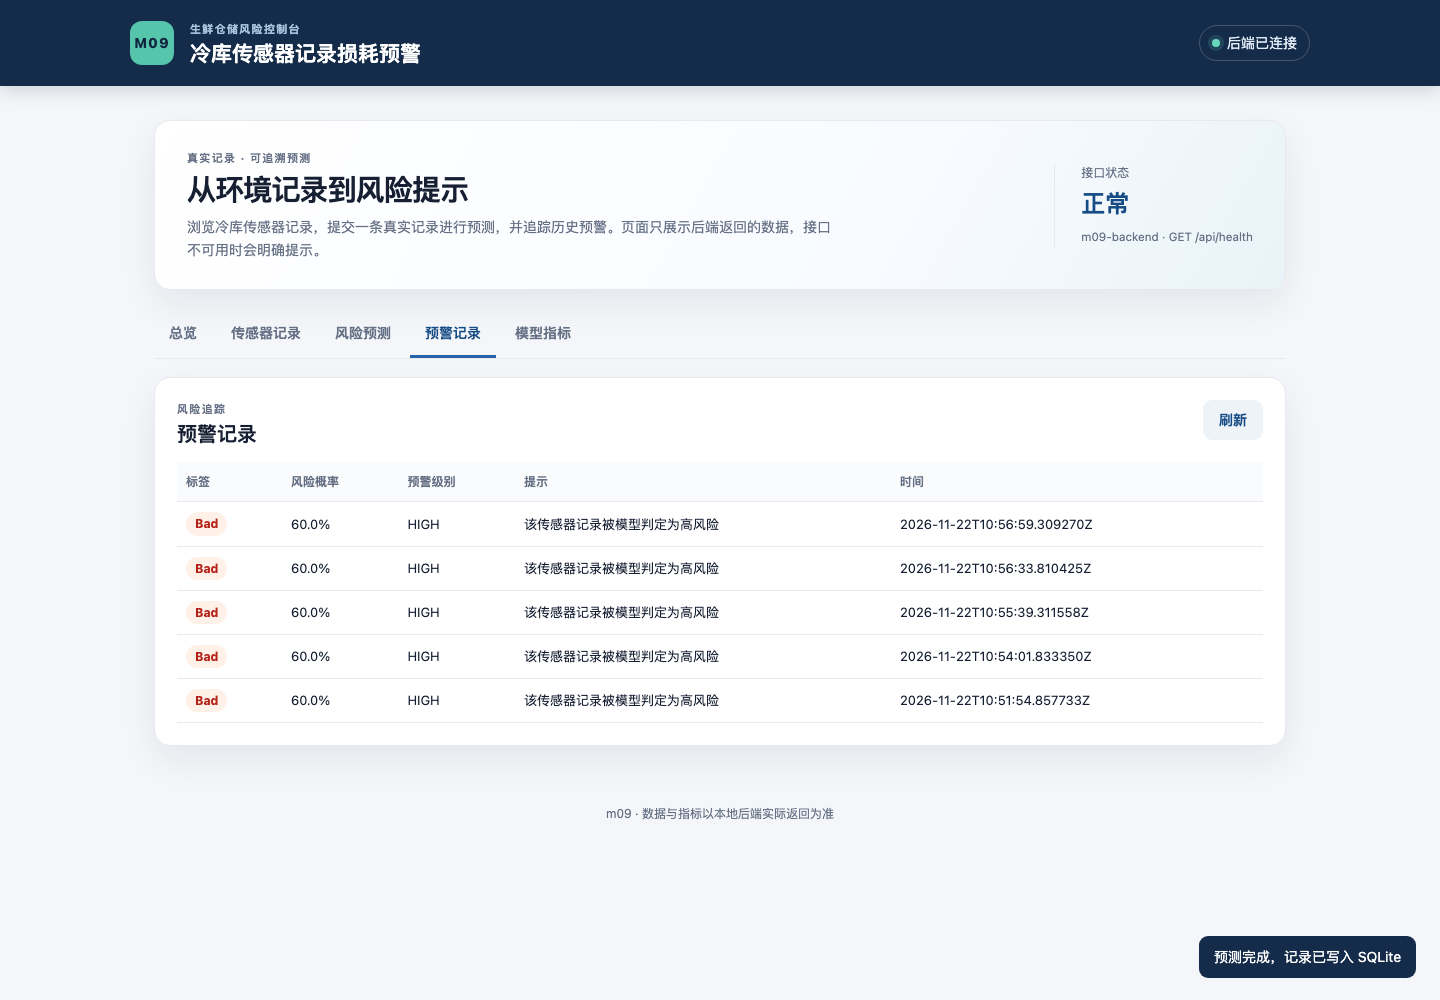 M09
生鲜仓储风险控制台
冷库传感器记录损耗预警
后端已连接
真实记录 · 可追溯预测
从环境记录到风险提示
浏览冷库传感器记录，提交一条真实记录进行预测，并追踪历史预警。页面只展示后端返回的数据，接口
不可用时会明确提示。
接口状态
正常
m09-backend · GET /api/health
总览 传感器记录 风险预测 预警记录 模型指标
风险追踪
预警记录
刷新
标签 风险概率 预警级别 提示 时间
Bad 60.0% HIGH 该传感器记录被模型判定为高风险 2026-11-22T10:56:59.309270Z
Bad 60.0% HIGH 该传感器记录被模型判定为高风险 2026-11-22T10:56:33.810425Z
Bad 60.0% HIGH 该传感器记录被模型判定为高风险 2026-11-22T10:55:39.311558Z
Bad 60.0% HIGH 该传感器记录被模型判定为高风险 2026-11-22T10:54:01.833350Z
Bad 60.0% HIGH 该传感器记录被模型判定为高风险 2026-11-22T10:51:54.857733Z
m09 · 数据与指标以本地后端实际返回为准
预测完成，记录已写入 SQLite